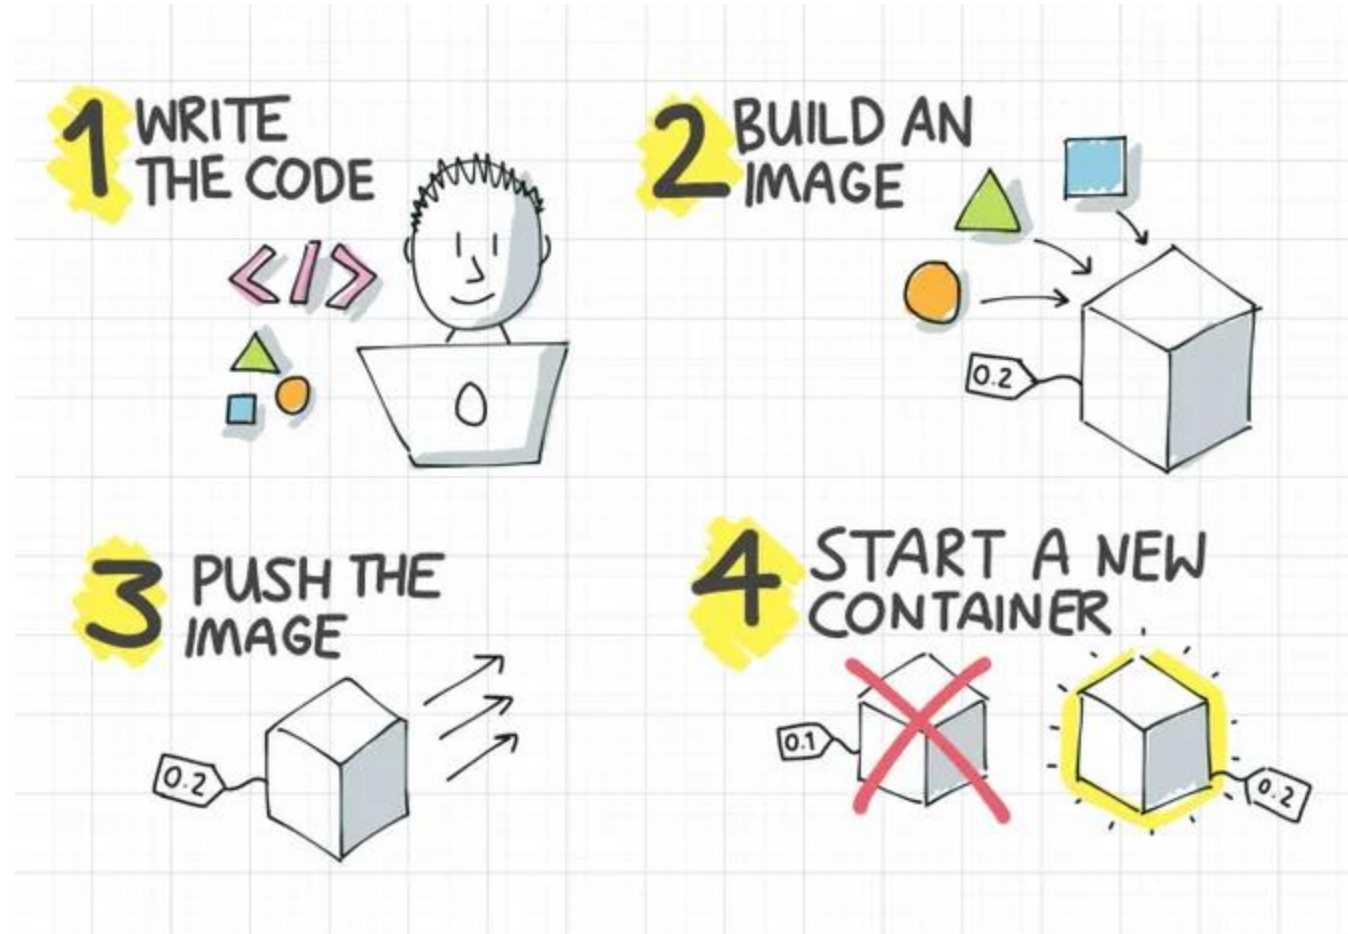 1 WRITE
THE CODE
</>
2 BUILD AN
IMAGE
0.2
3 PUSH THE
IMAGE
0.2
4 START A NEW
CONTAINER
0.1
0.2